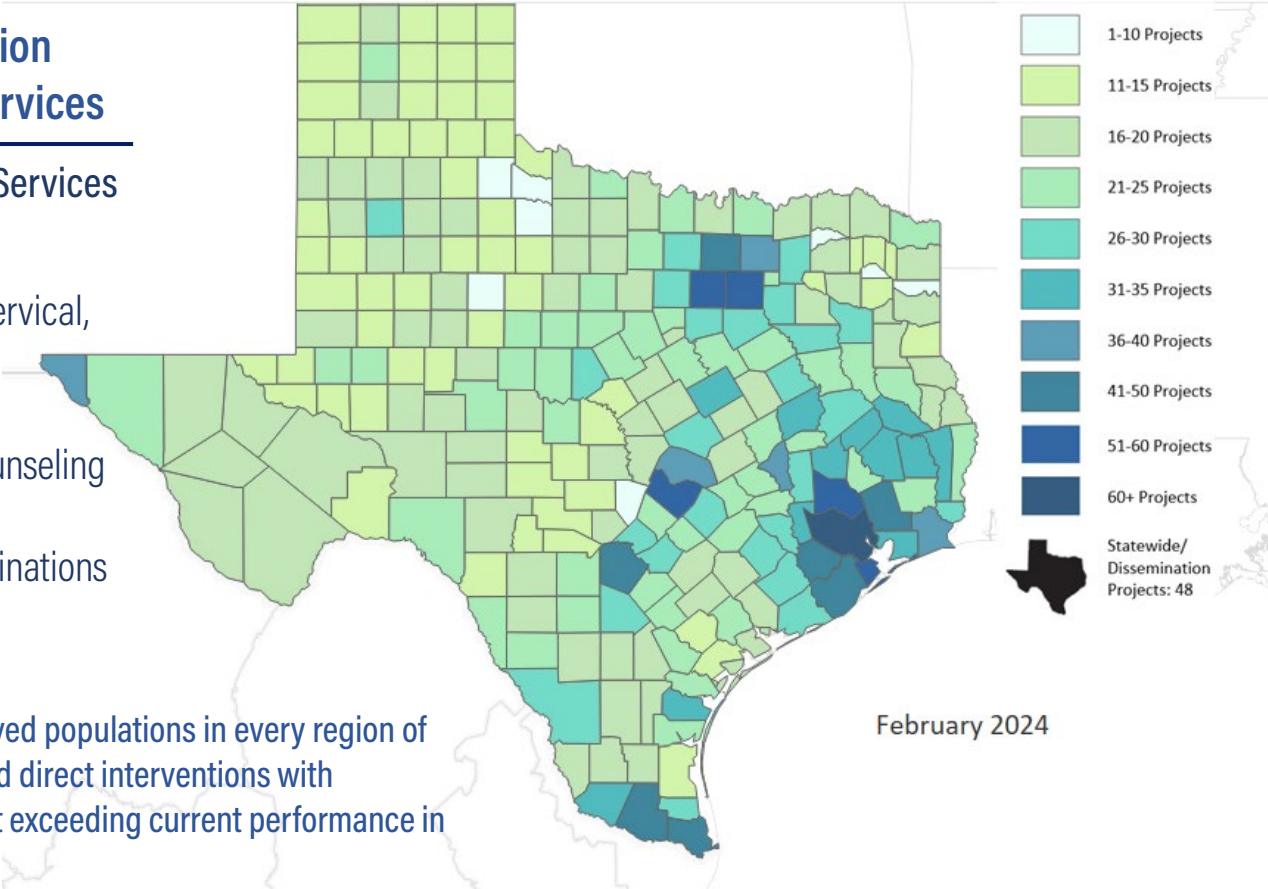 ion
rvices
Services
ervical,
unseling
inations
ved populations in every region of
d direct interventions with
t exceeding current performance in
1-10 Projects
11-15 Projects
16-20 Projects
21-25 Projects
26-30 Projects
31-35 Projects
36-40 Projects
41-50 Projects
51-60 Projects
60+ Projects
Statewide/
Dissemination
Projects: 48
February 2024